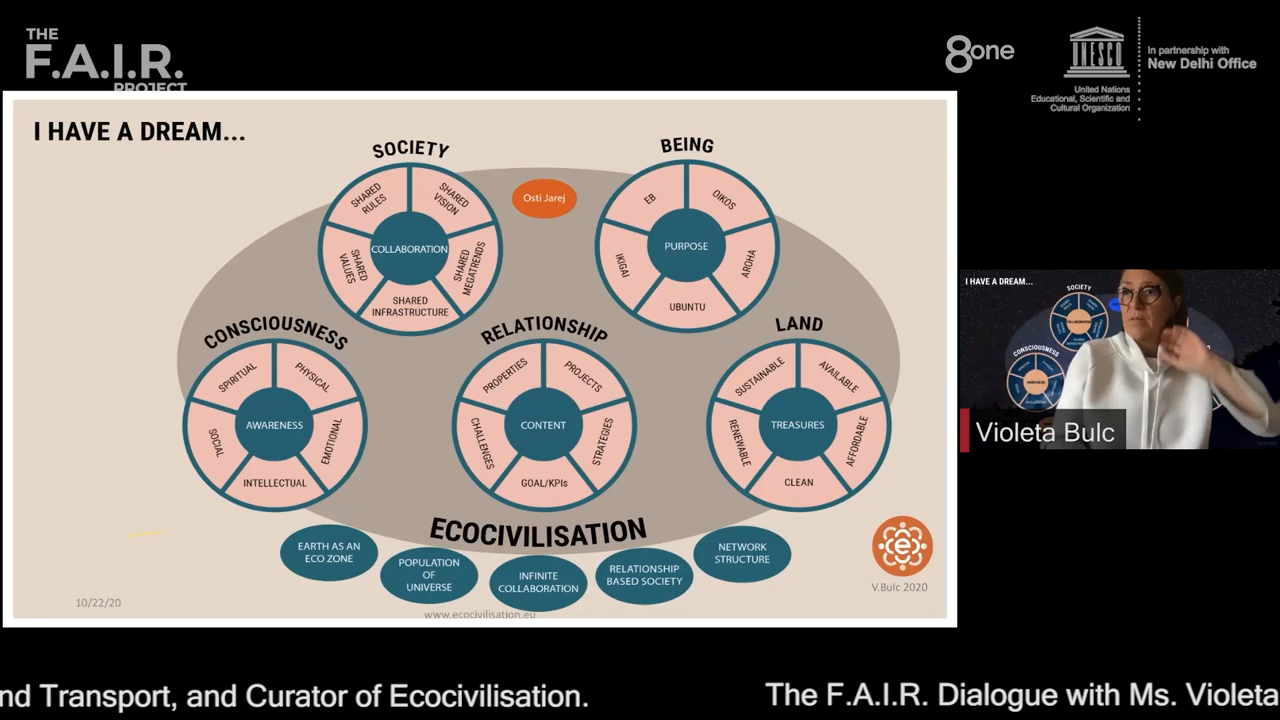 THE
F.A.I.R.
PROJECT
8one
UNESCO
United Nations
Educational, Scientific and
Cultural Organization
In partnership with
New Delhi Office
I HAVE A DREAM...
SOCIETY
SHARED
RULES
SHARED
VISION
SHARED
VALUES
COLLABORATION
SHARED
MEGATRENDS
SHARED
INFRASTRUCTURE
Osti Jarej
BEING
EB
OIKOS
IKIGAI
PURPOSE
AROHA
UBUNTU
CONSCIOUSNESS
SPIRITUAL
PHYSICAL
SOCIAL
AWARENESS
EMOTIONAL
INTELLECTUAL
RELATIONSHIP
PROPERTIES
PROJECTS
CHALLENGES
CONTENT
STRATEGIES
GOAL/KPIs
LAND
SUSTAINABLE
AVAILABLE
RENEWABLE
TREASURES
AFFORDABLE
CLEAN
ECOCIVILISATION
EARTH AS AN
ECO ZONE
POPULATION
OF
UNIVERSE
INFINITE
COLLABORATION
RELATIONSHIP
BASED SOCIETY
NETWORK
STRUCTURE
e
V.Bulc 2020
10/22/20
www.ecocivilisation.eu
I HAVE A DREAM...
SOCIETY
COLLABORATION
CONSCIOUSNESS
AWARENESS
Violeta Bulc
nd Transport, and Curator of Ecocivilisation.
The F.A.I.R. Dialogue with Ms. Violeta